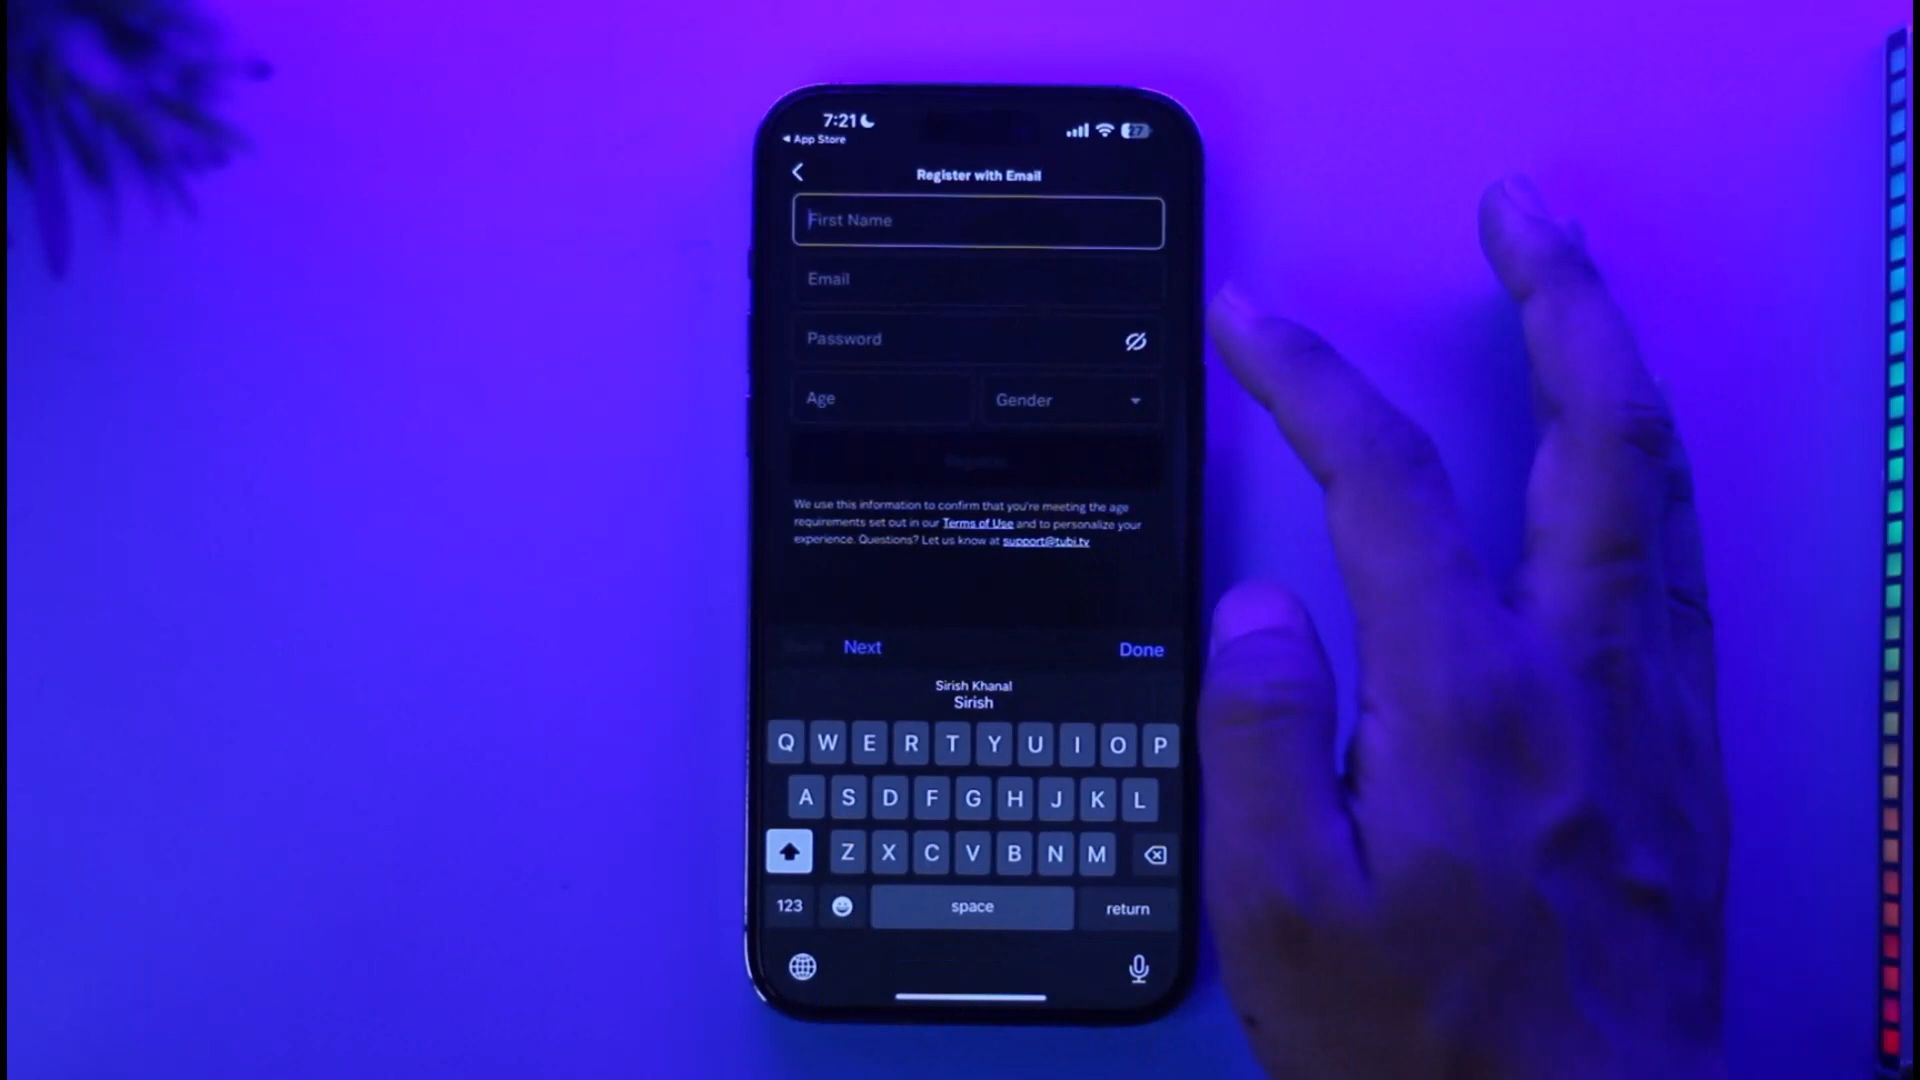 7:21
27
App Store
Register with Email
First Name
Email
Password
Age
Gender
Register
We use this information to confirm that you're meeting the age
requirements set out in our Terms of Use and to personalize your
experience. Questions? Let us know at support@tubi.tv
Next
Done
Sirish Khanal
Sirish
Q W E R T Y U I O P
A S D F G H J K L
Z X C V B N M
123
space
return